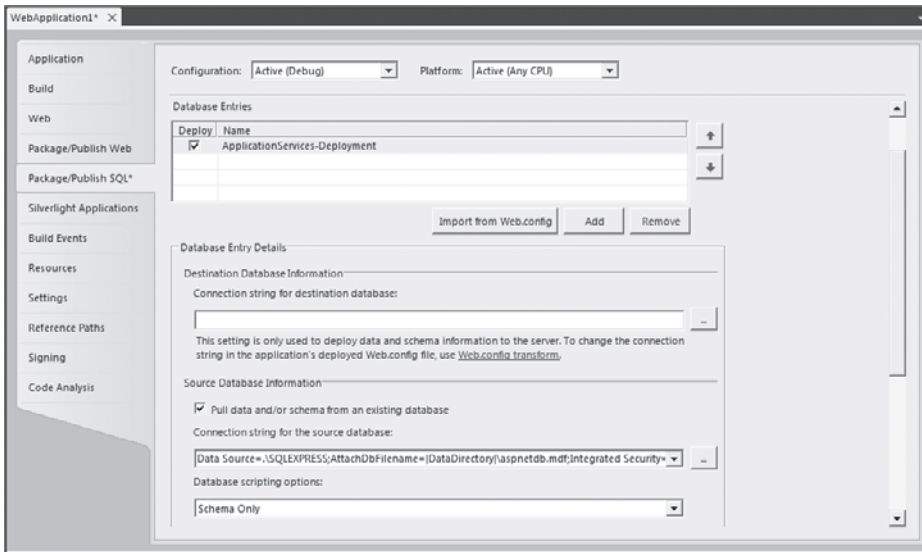 WebApplication1* X
Application
Build
Web
Package/Publish Web
Package/Publish SQL*
Silverlight Applications
Build Events
Resources
Settings
Reference Paths
Signing
Code Analysis
Configuration: Active (Debug) Platform: Active (Any CPU)
Database Entries
Deploy Name
ApplicationServices-Deployment
Import from Web.config Add Remove
Database Entry Details
Destination Database Information
Connection string for destination database:
...
This setting is only used to deploy data and schema information to the server. To change the connection
string in the application's deployed Web.config file, use Web.config transform.
Source Database Information
Pull data and/or schema from an existing database
Connection string for the source database:
Data Source=.\SQLEXPRESS;AttachDbFilename=|DataDirectory|\aspnetdb.mdf;Integrated Security= ...
Database scripting options:
Schema Only